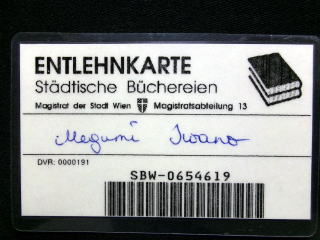 ENTLEHNKARTE
Städtische Büchereien
Magistrat der Stadt Wien Magistratsabteilung 13
Megumi Iwano
DVR: 0000191
SBW-0654619